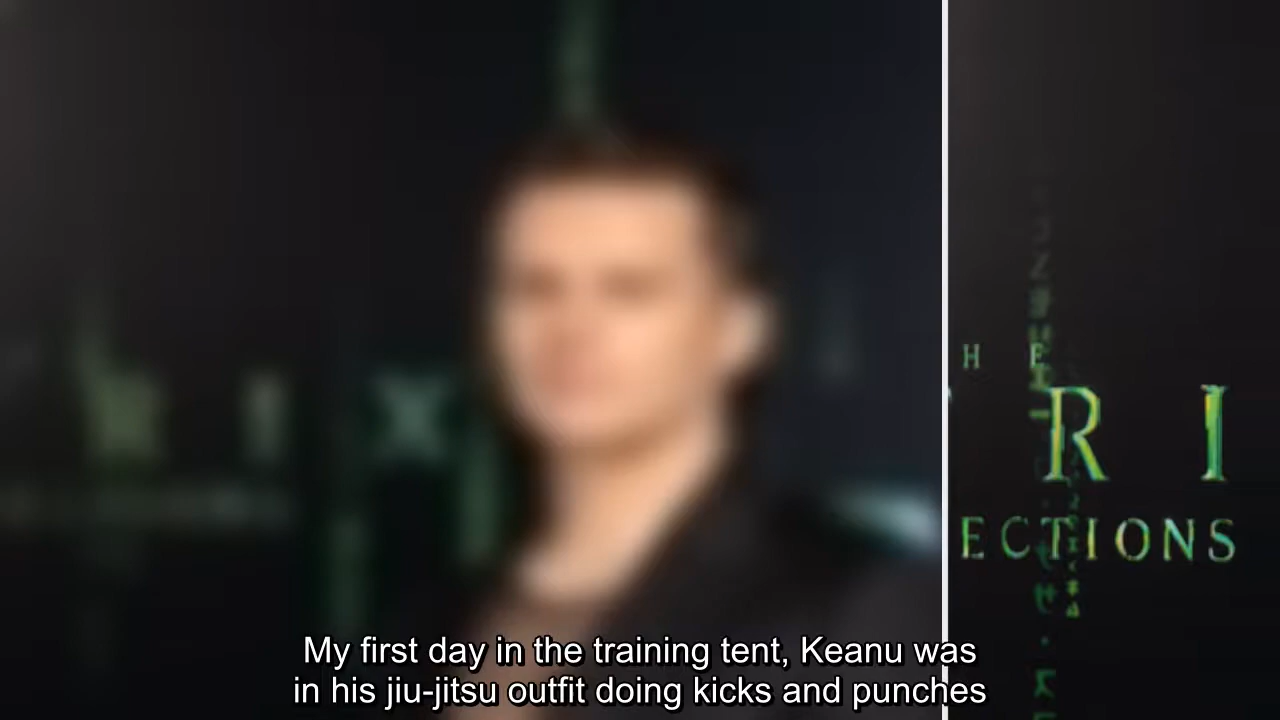 H E
R I
ECTIONS
My first day in the training tent, Keanu was
in his jiu-jitsu outfit doing kicks and punches